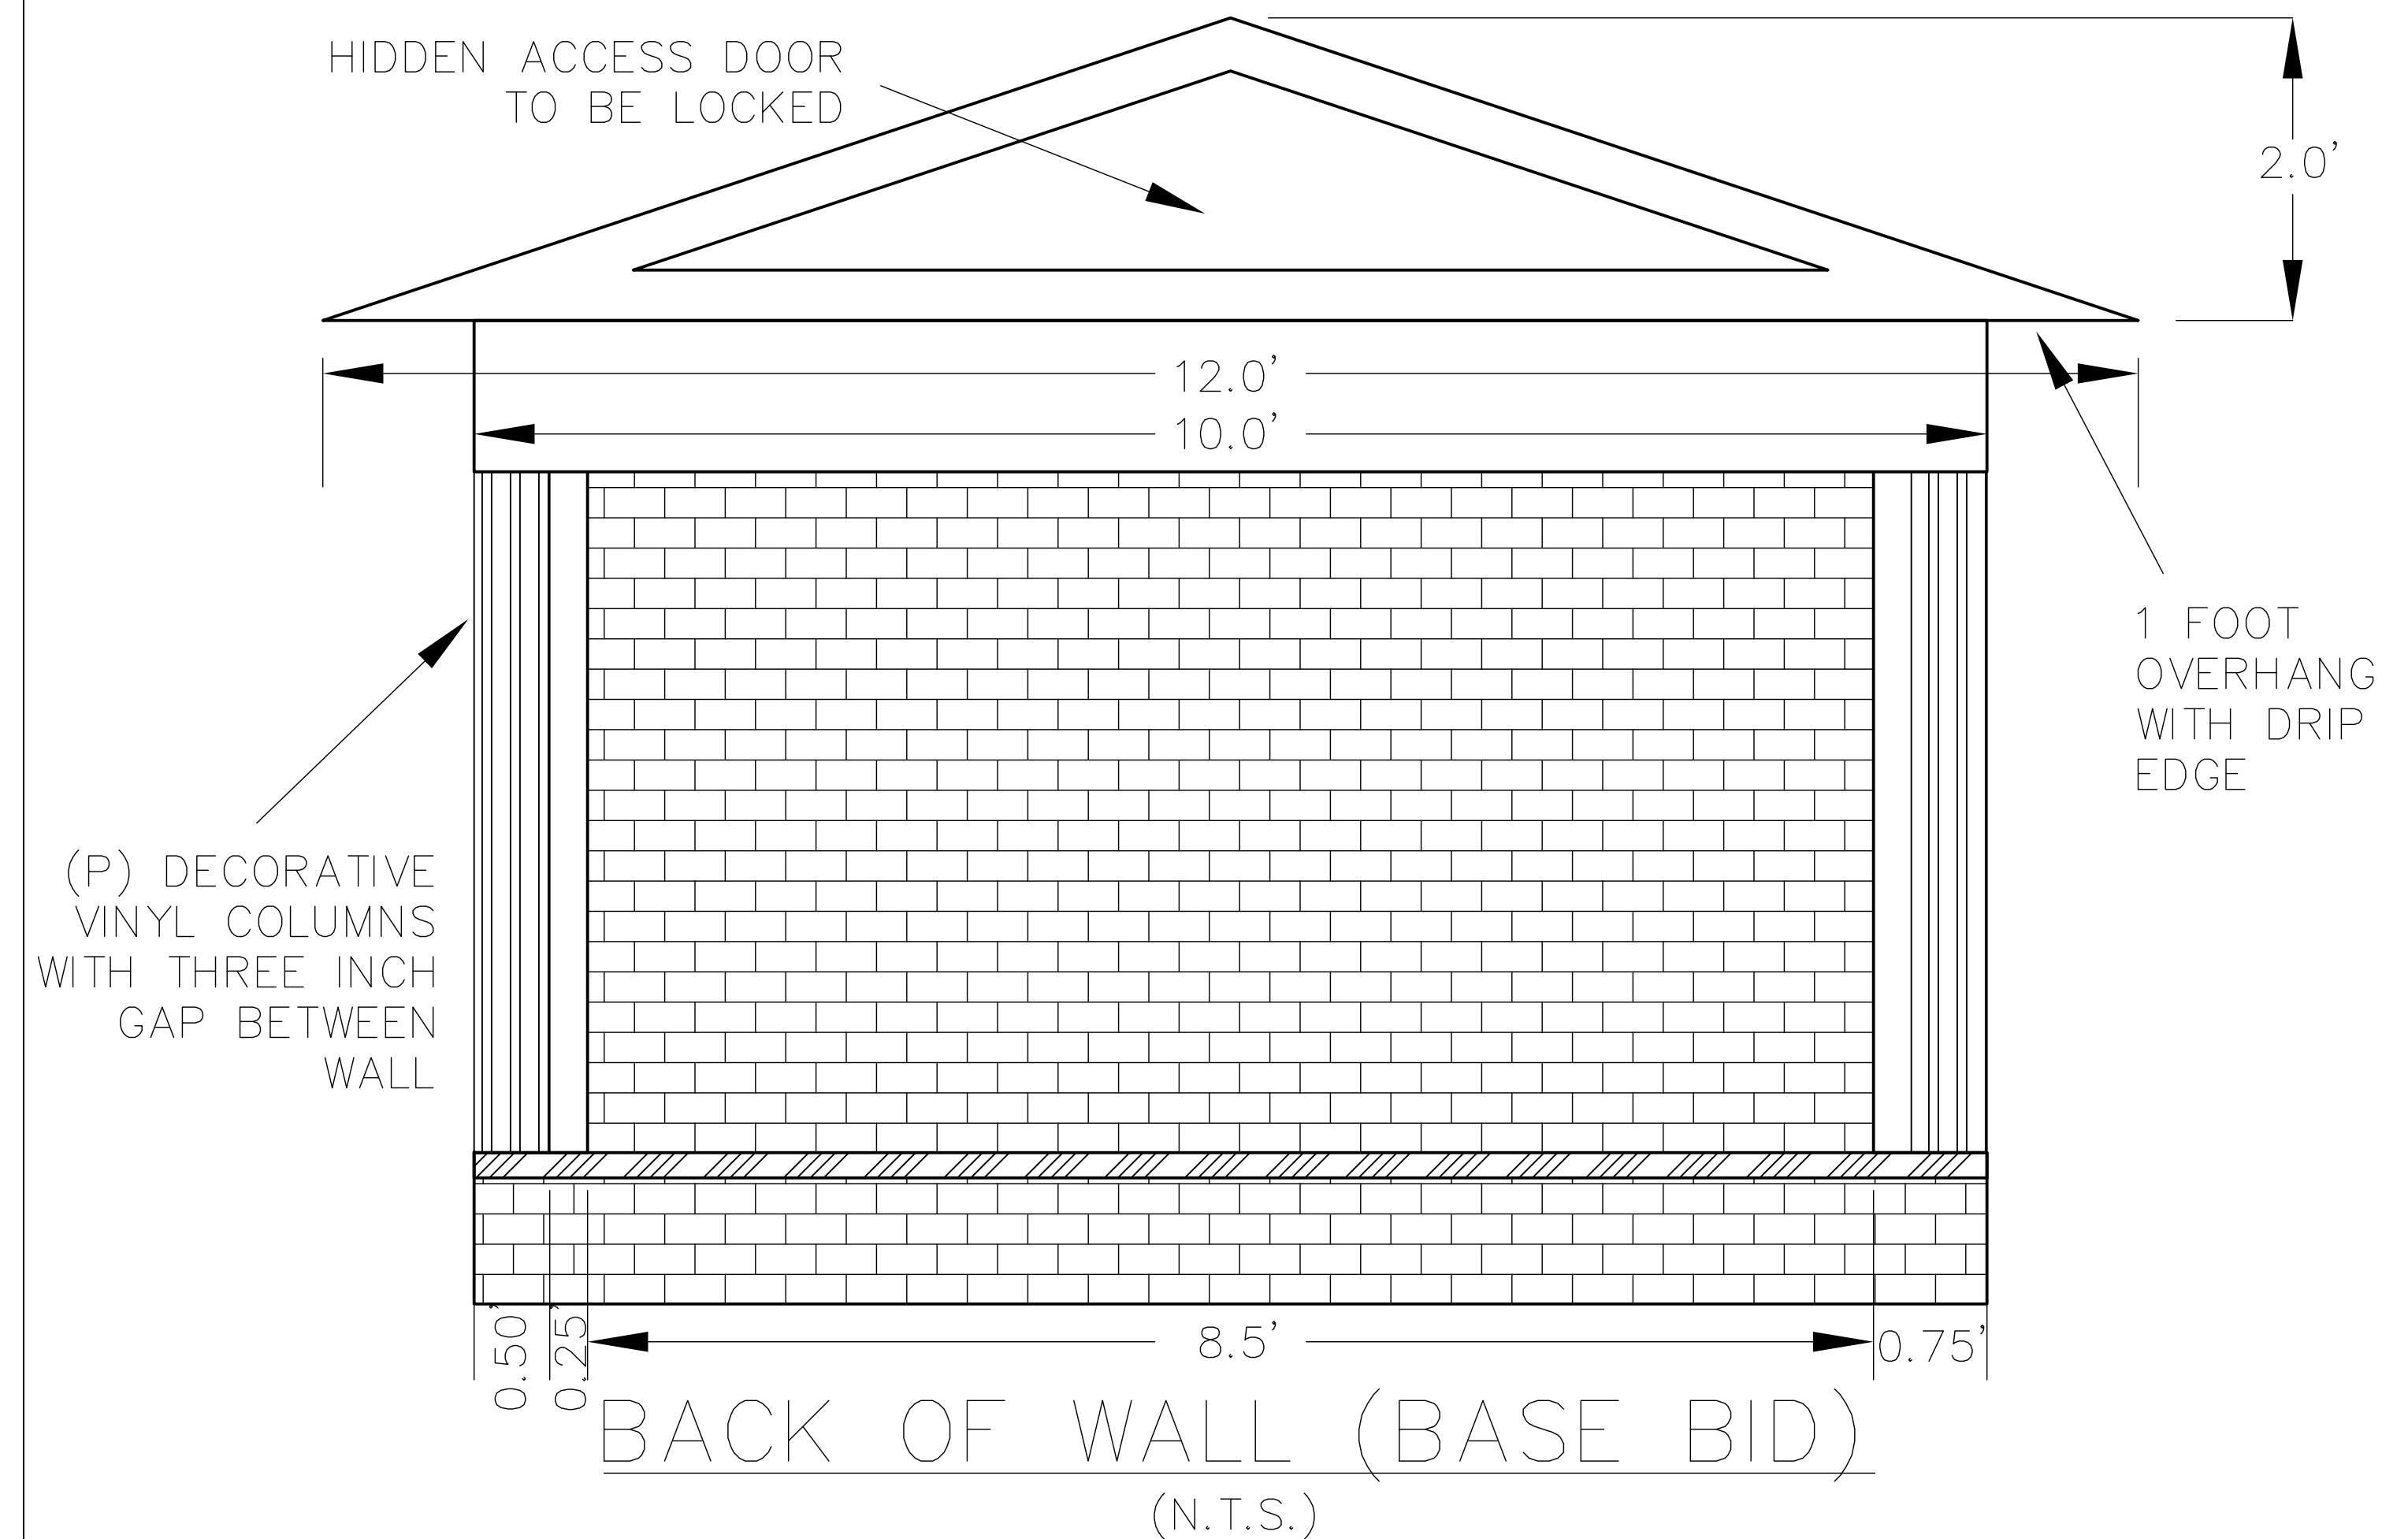 HIDDEN ACCESS DOOR
TO BE LOCKED
2.0'
12.0'
10.0'
1 FOOT
OVERHANG
WITH DRIP
EDGE
(P) DECORATIVE
VINYL COLUMNS
WITH THREE INCH
GAP BETWEEN
WALL
0.50'
0.25'
8.5'
0.75'
BACK OF WALL (BASE BID)
(N.T.S.)